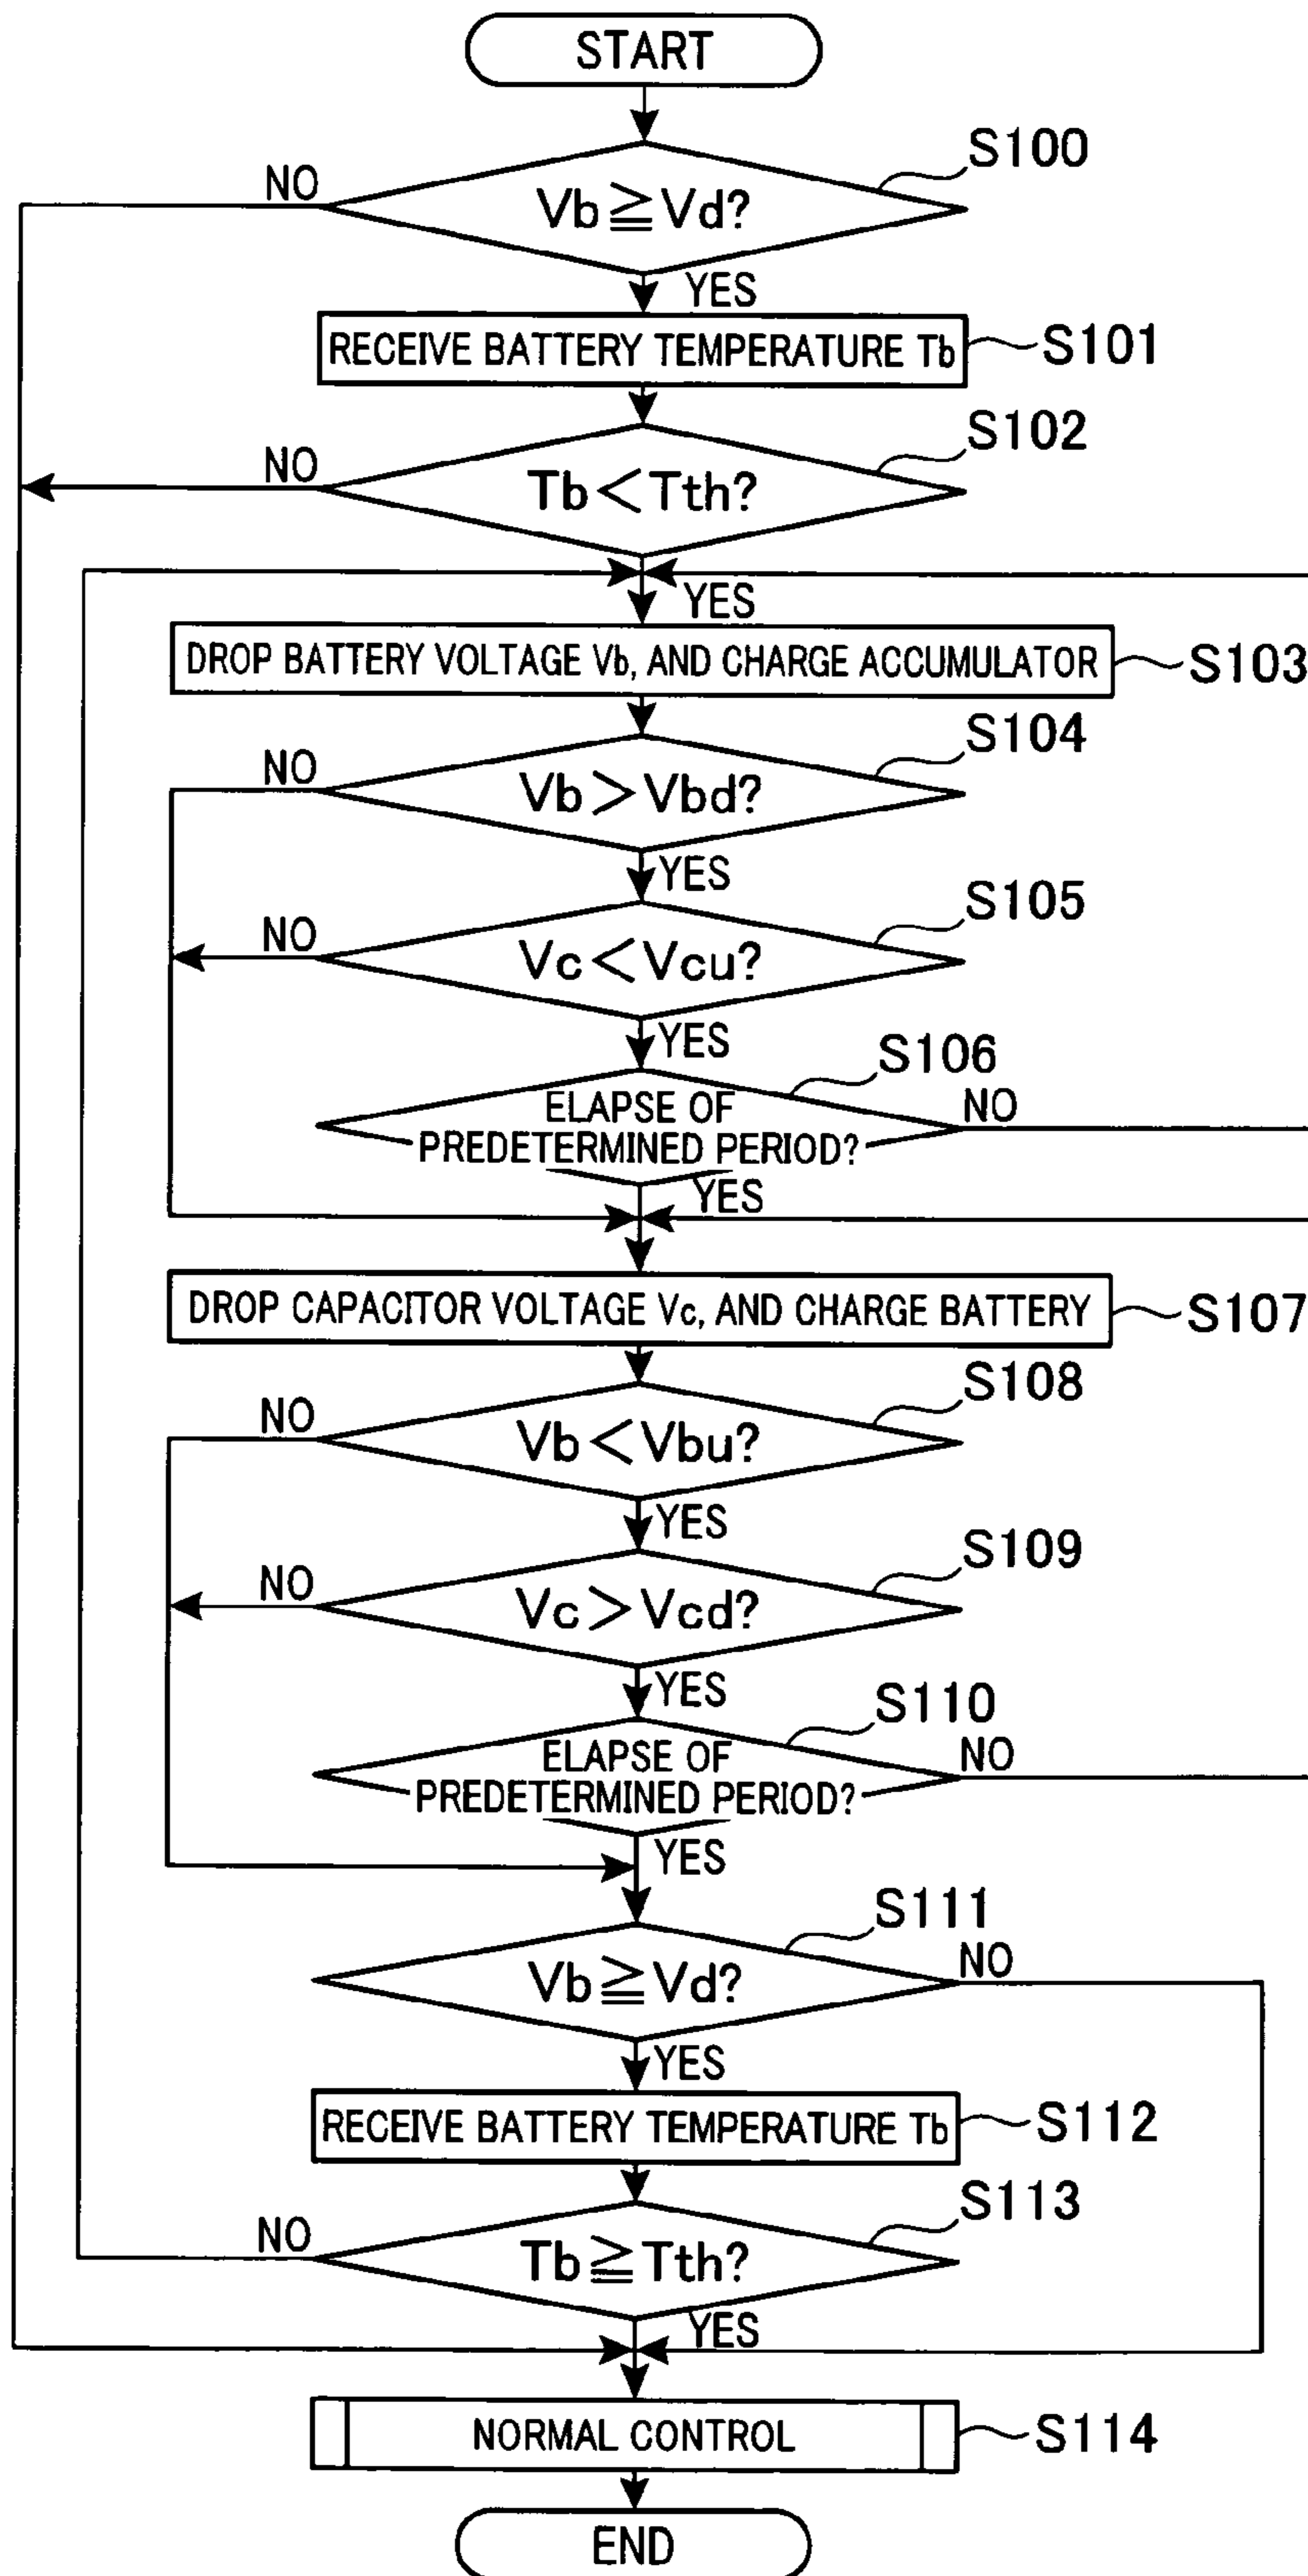 START
S100
NO
Vb≧Vd?
YES
RECEIVE BATTERY TEMPERATURE Tb
S101
S102
NO
Tb<Tth?
YES
DROP BATTERY VOLTAGE Vb, AND CHARGE ACCUMULATOR
S103
S104
NO
Vb>Vbd?
YES
S105
NO
Vc<Vcu?
YES
S106
ELAPSE OF
NO
PREDETERMINED PERIOD?
YES
DROP CAPACITOR VOLTAGE Vc, AND CHARGE BATTERY
S107
S108
NO
Vb<Vbu?
YES
S109
NO
Vc>Vcd?
YES
S110
ELAPSE OF
NO
PREDETERMINED PERIOD?
YES
S111
NO
Vb≧Vd?
YES
RECEIVE BATTERY TEMPERATURE Tb
S112
S113
NO
Tb≧Tth?
YES
NORMAL CONTROL
S114
END